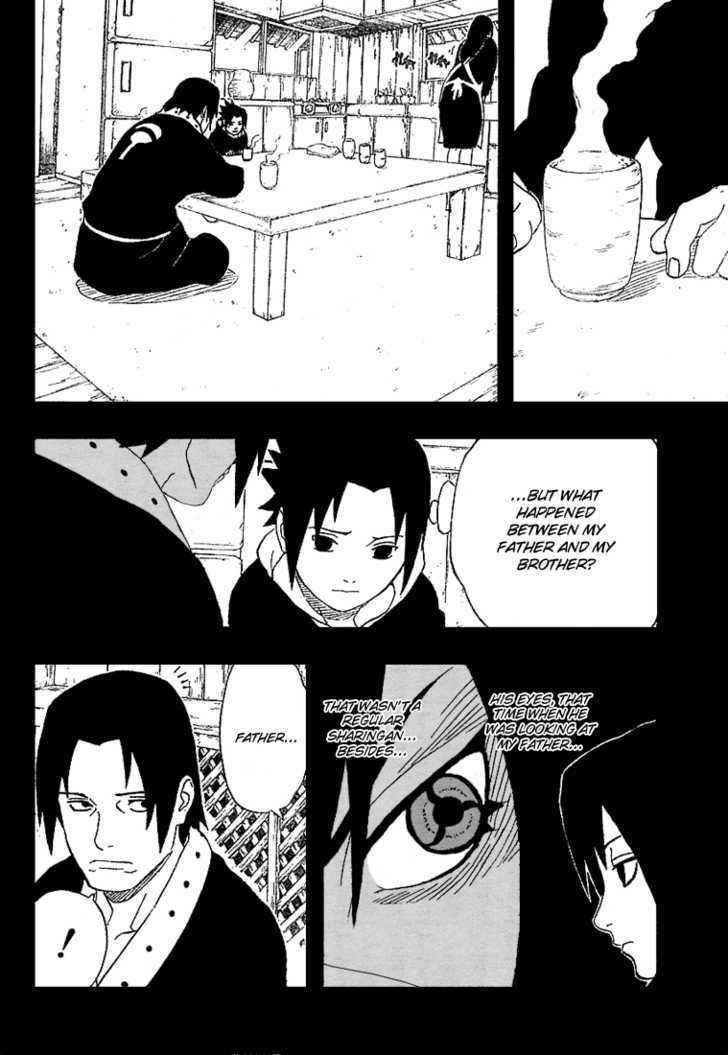 ...BUT WHAT
HAPPENED
BETWEEN MY
FATHER AND MY
BROTHER?
HIS EYES, THAT
TIME WHEN HE
WAS LOOKING AT
MY FATHER...
THAT WASN'T A
REGULAR
SHARINGAN...
BESIDES...
FATHER...
!